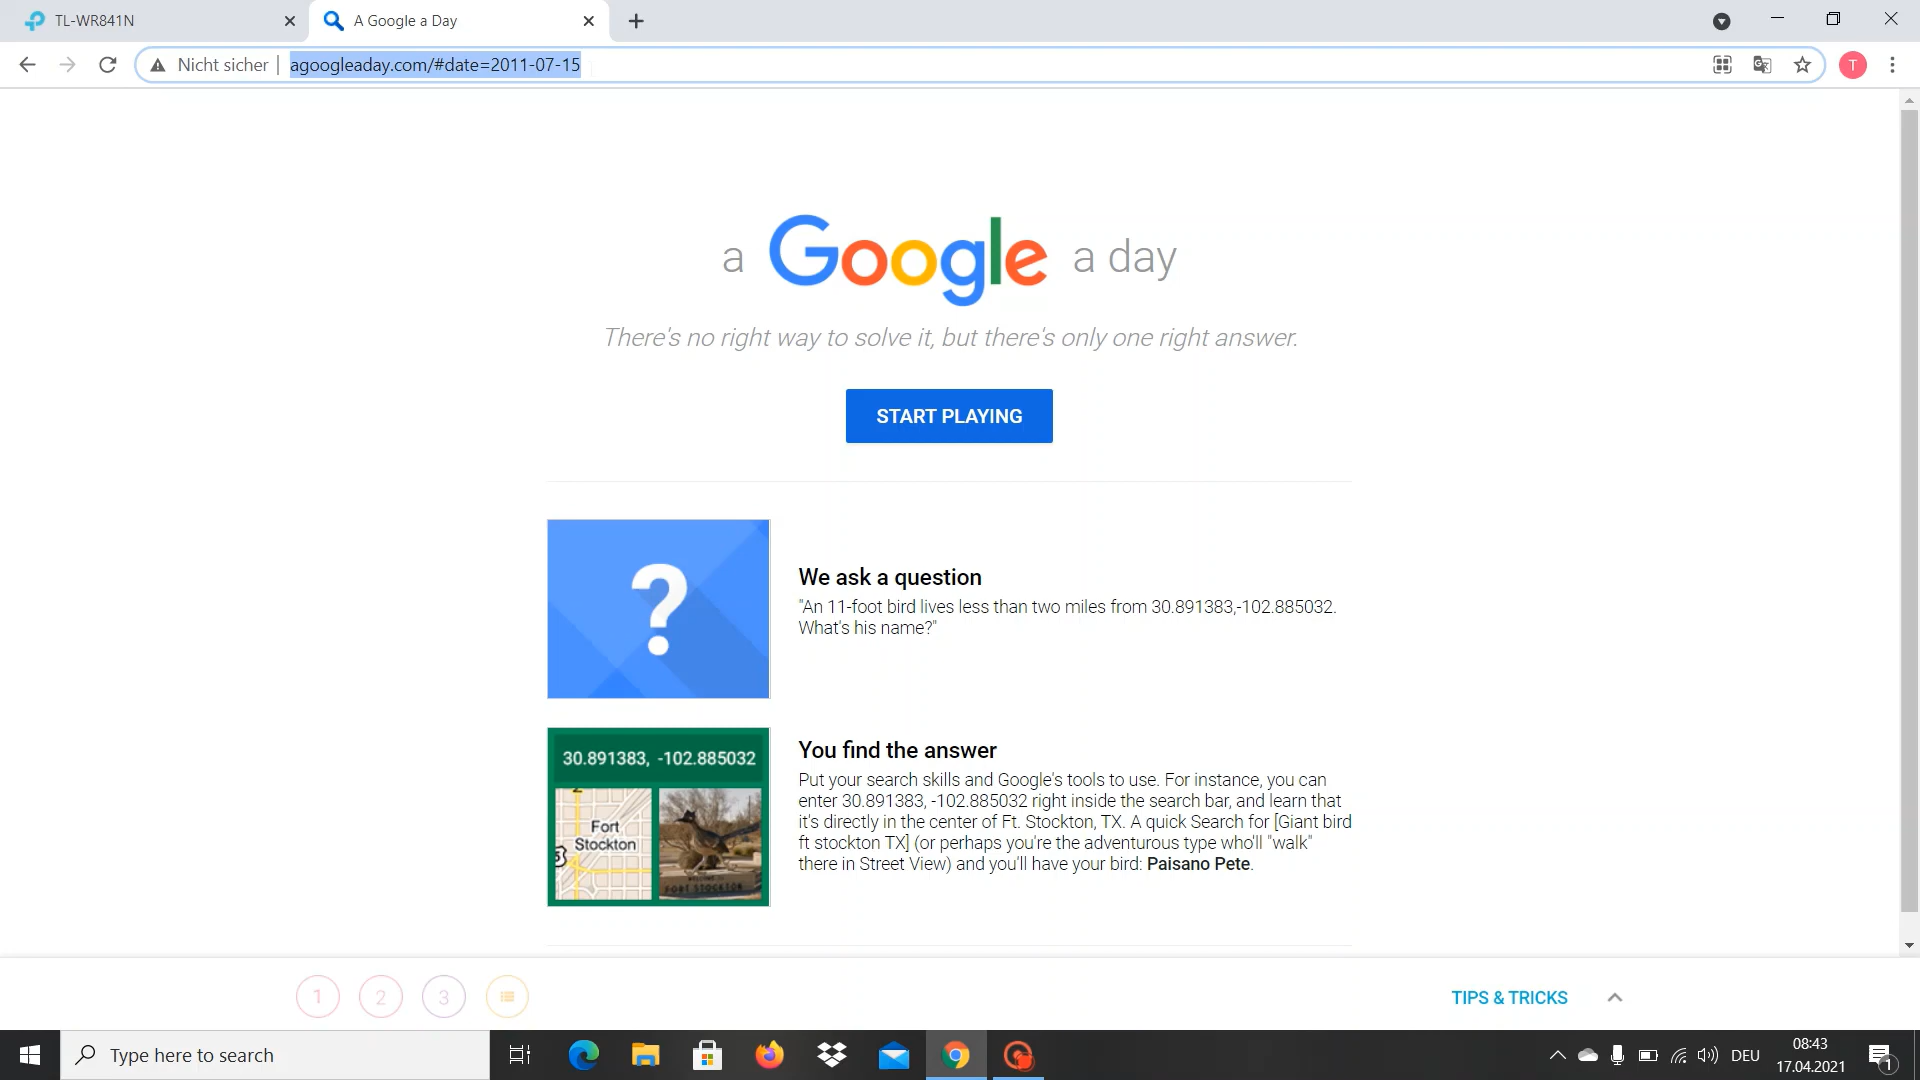 TL-WR841N
A Google a Day
Nicht sicher
agoogleaday.com/#date=2011-07-15
T
a Google a day
There's no right way to solve it, but there's only one right answer.
START PLAYING
?
We ask a question
"An 11-foot bird lives less than two miles from 30.891383,-102.885032.
What's his name?"
30.891383, -102.885032
Fort
Stockton
FORT STOCKTON
You find the answer
Put your search skills and Google's tools to use. For instance, you can
enter 30.891383, -102.885032 right inside the search bar, and learn that
it's directly in the center of Ft. Stockton, TX. A quick Search for [Giant bird
ft stockton TX] (or perhaps you're the adventurous type who'll "walk"
there in Street View) and you'll have your bird: Paisano Pete.
1
2
3
TIPS & TRICKS
Type here to search
DEU
08:43
17.04.2021
1